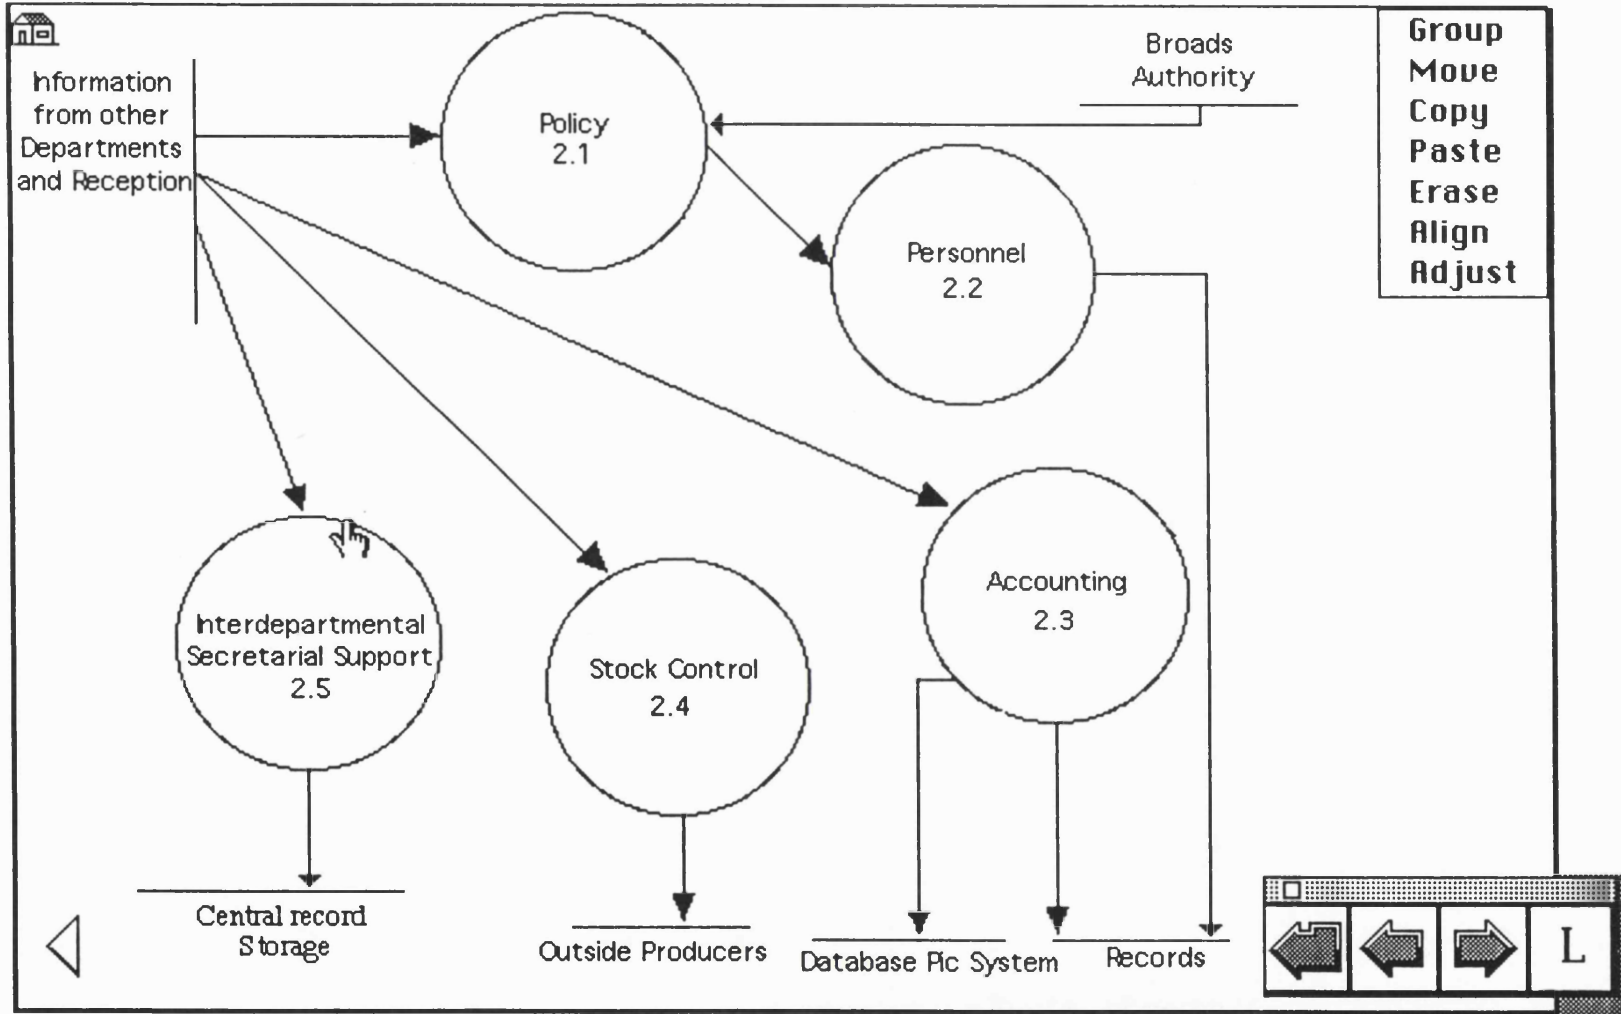 Information
from other
Departments
and Reception
Policy
2.1
Broads
Authority
Group
Move
Copy
Paste
Erase
Align
Adjust
Personnel
2.2
Accounting
2.3
Interdepartmental
Secretarial Support
2.5
Stock Control
2.4
Central record
Storage
Outside Producers
Database Pic System
Records
L